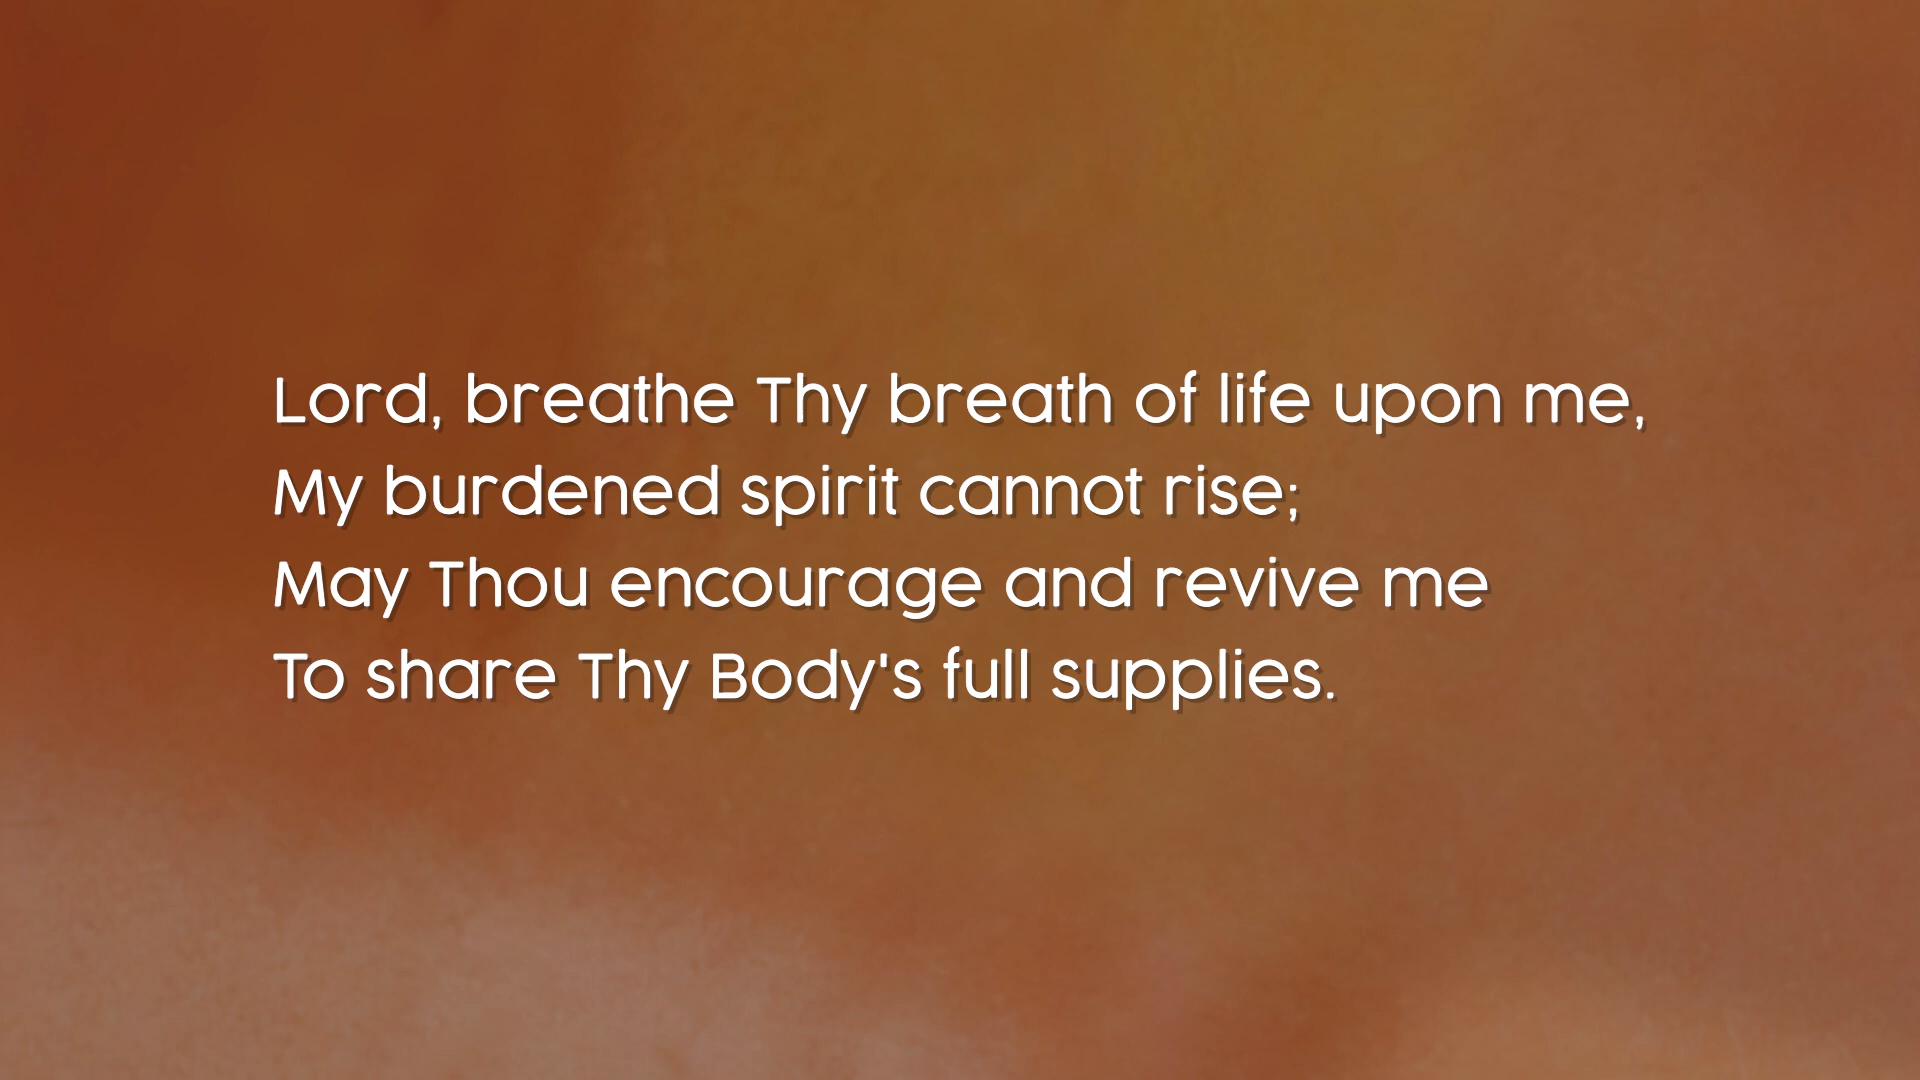 Lord, breathe Thy breath of life upon me,
My burdened spirit cannot rise;
May Thou encourage and revive me
To share Thy Body's full supplies.